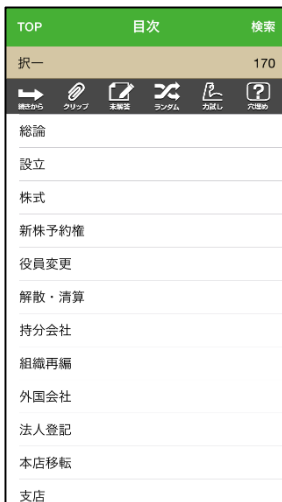 TOP 目次 検索
択一 170
続きから クリップ 未解答 ランダム 力試し 穴埋め
総論
設立
株式
新株予約権
役員変更
解散・清算
持分会社
組織再編
外国会社
法人登記
本店移転
支店